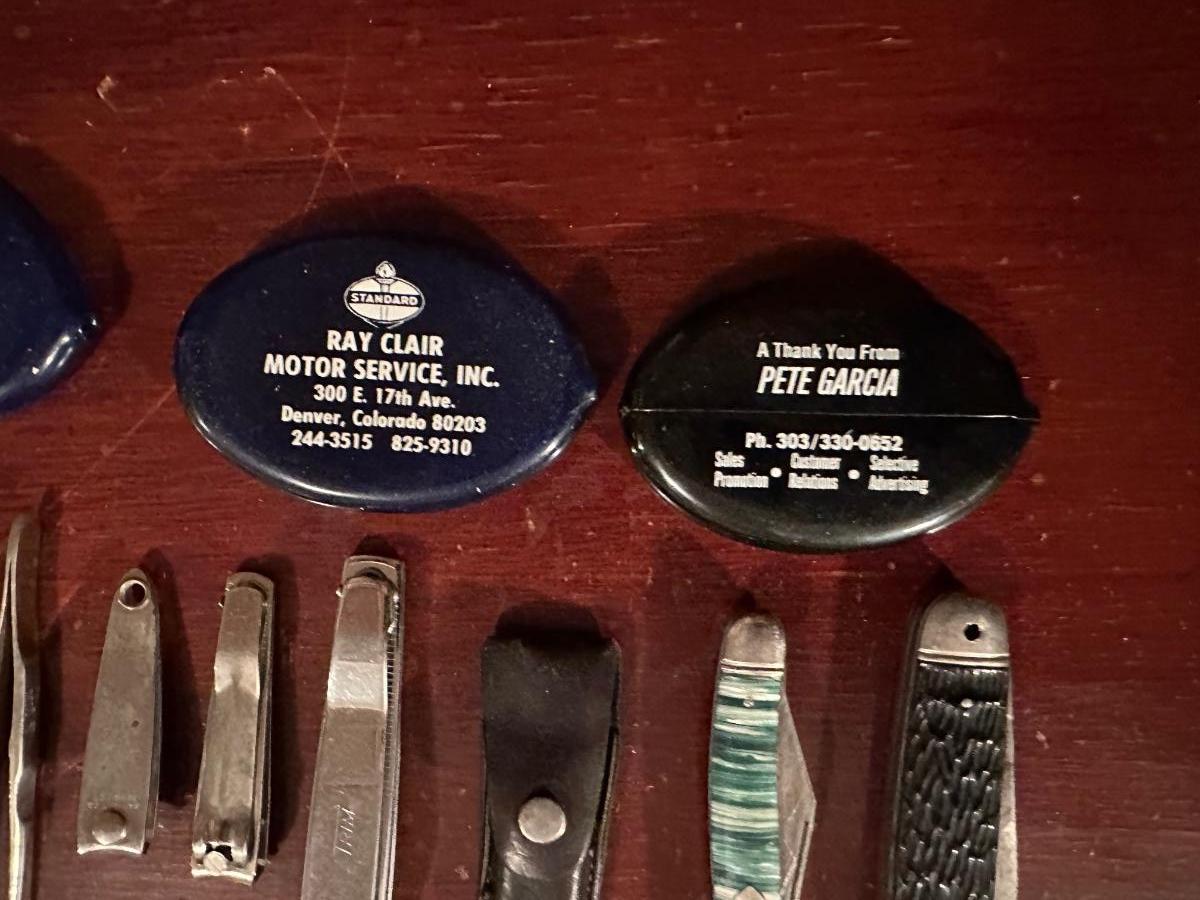 STANDARD
RAY CLAIR
MOTOR SERVICE, INC.
300 E. 17th Ave.
Denver, Colorado 80203
244-3515 825-9310
A Thank You From
PETE GARCIA
Ph. 303/330-0652
Sales • Customer • Selective
Promotion Relations Advertising